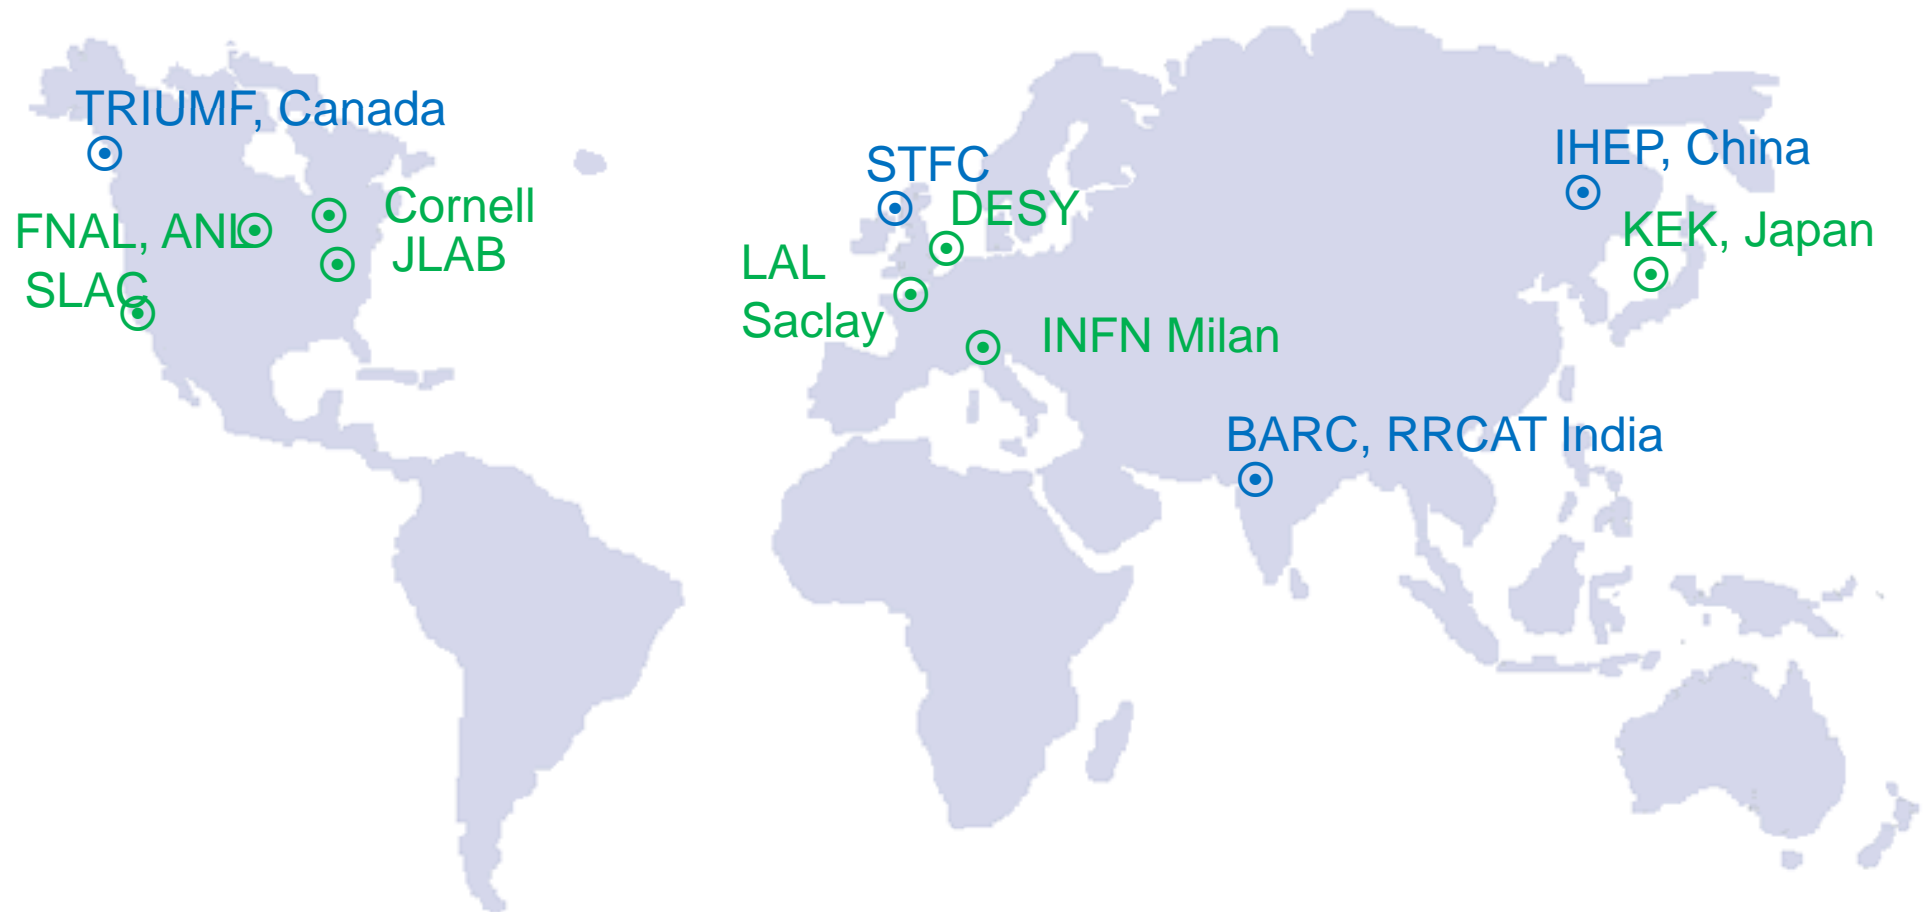 TRIUMF, Canada
FNAL, ANL
SLAC
Cornell
JLAB
STFC
DESY
LAL
Saclay
INFN Milan
IHEP, China
KEK, Japan
BARC, RRCAT India